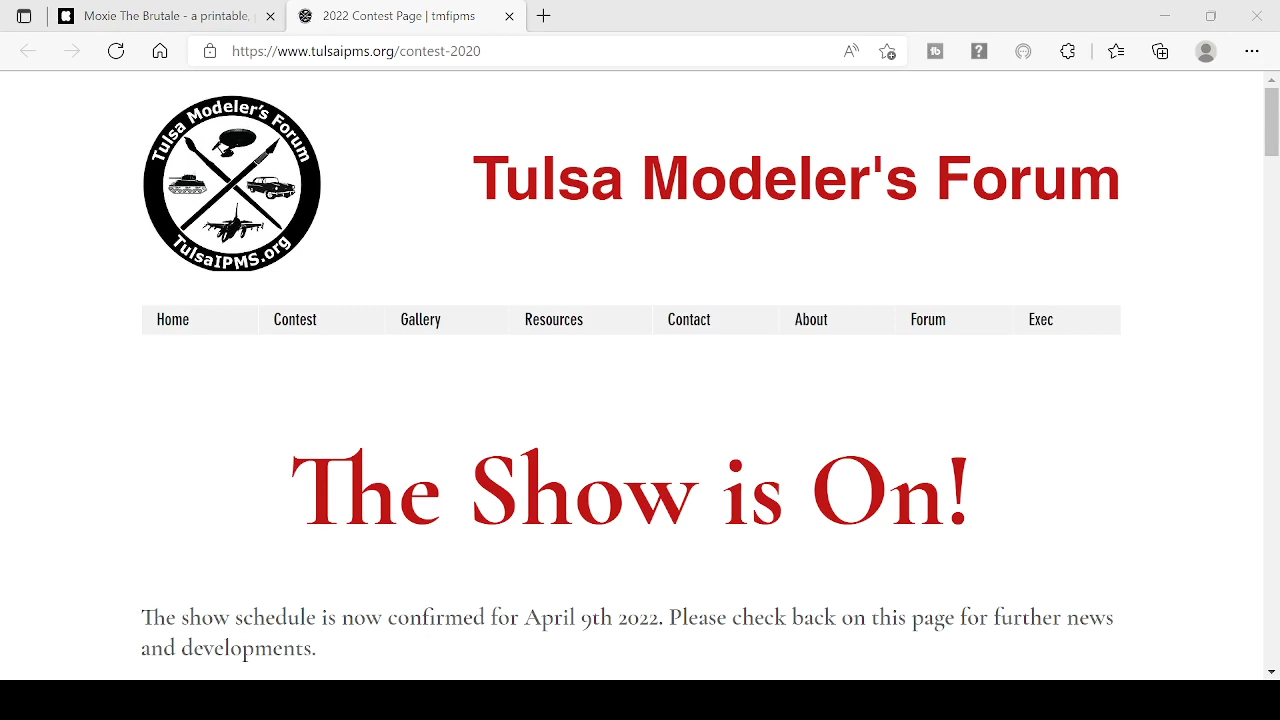 Moxie The Brutale - a printable,
2022 Contest Page | tmfipms
https://www.tulsaipms.org/contest-2020
Tulsa Modeler's Forum
TulsaIPMS.org
Tulsa Modeler's Forum
Home Contest Gallery Resources Contact About Forum Exec
The Show is On!
The show schedule is now confirmed for April 9th 2022. Please check back on this page for further news
and developments.